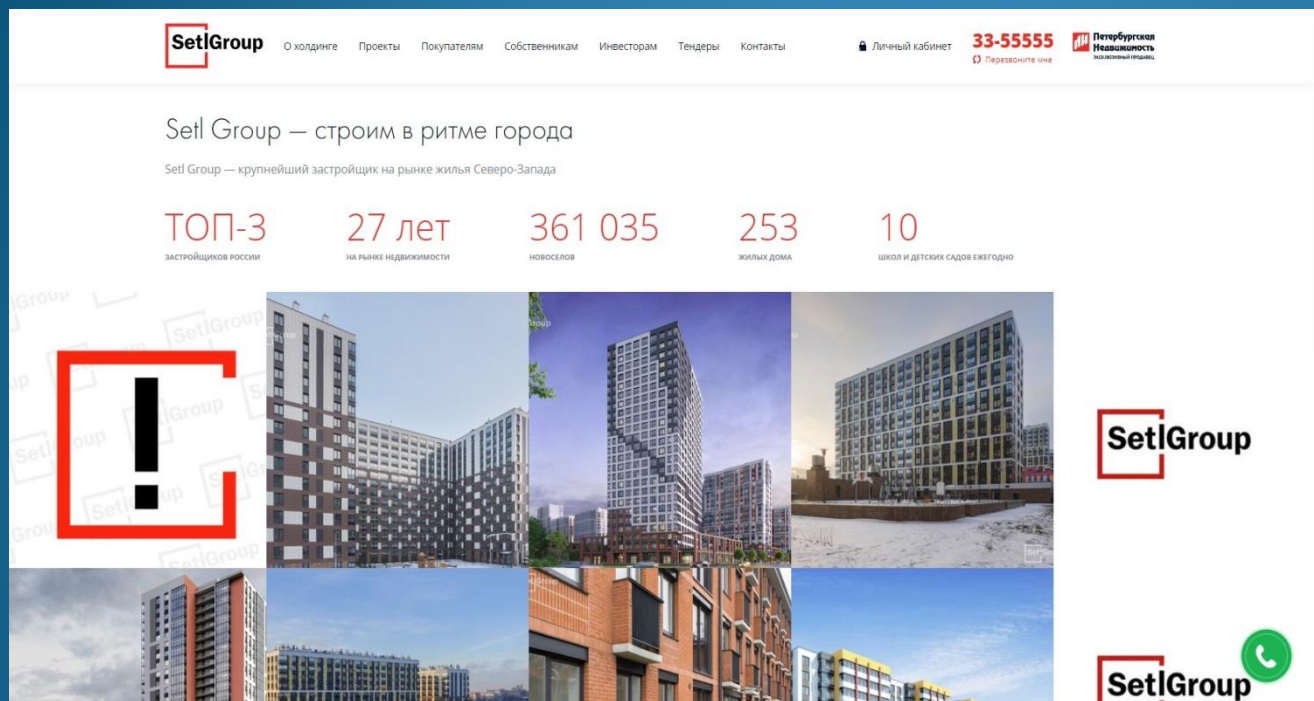 SetlGroup
О холдинге Проекты Покупателям Собственникам Инвесторам Тендеры Контакты
Личный кабинет
33-55555
Перезвоните мне
Петербургская
Недвижимость
ЭКСКЛЮЗИВНЫЙ ПРОДАВЕЦ
Setl Group — строим в ритме города
Setl Group — крупнейший застройщик на рынке жилья Северо-Запада
ТОП-3
ЗАСТРОЙЩИКОВ РОССИИ
27 лет
НА РЫНКЕ НЕДВИЖИМОСТИ
361 035
НОВОСЕЛОВ
253
ЖИЛЫХ ДОМА
10
ШКОЛ И ДЕТСКИХ САДОВ ЕЖЕГОДНО
!
SetlGroup
SetlGroup